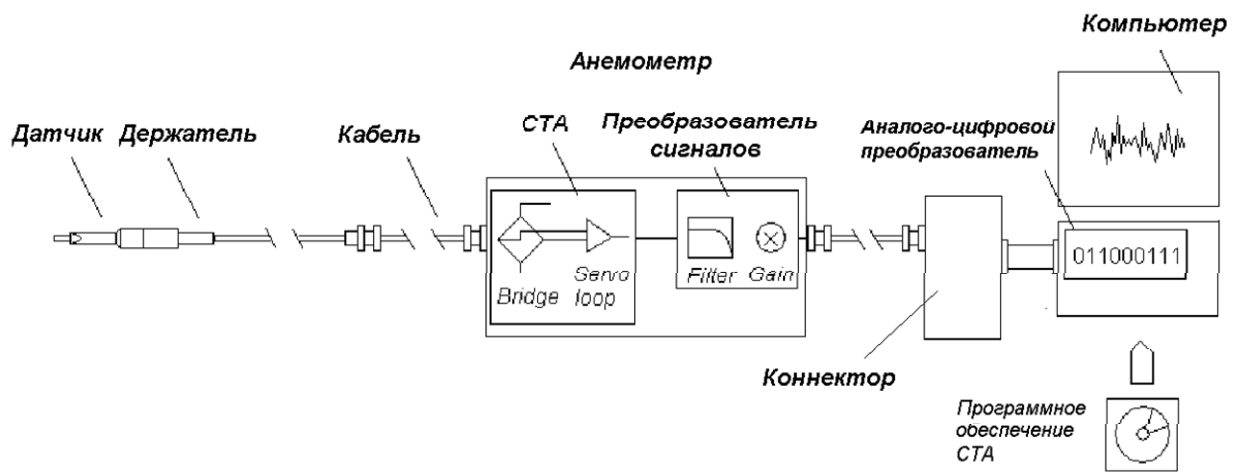 Компьютер
Анемометр
Датчик
Держатель
Кабель
СТА
Преобразователь
сигналов
Аналого-цифровой
преобразователь
011000111
Bridge
Servo
loop
Filter
Gain
Коннектор
Программное
обеспечение
СТА